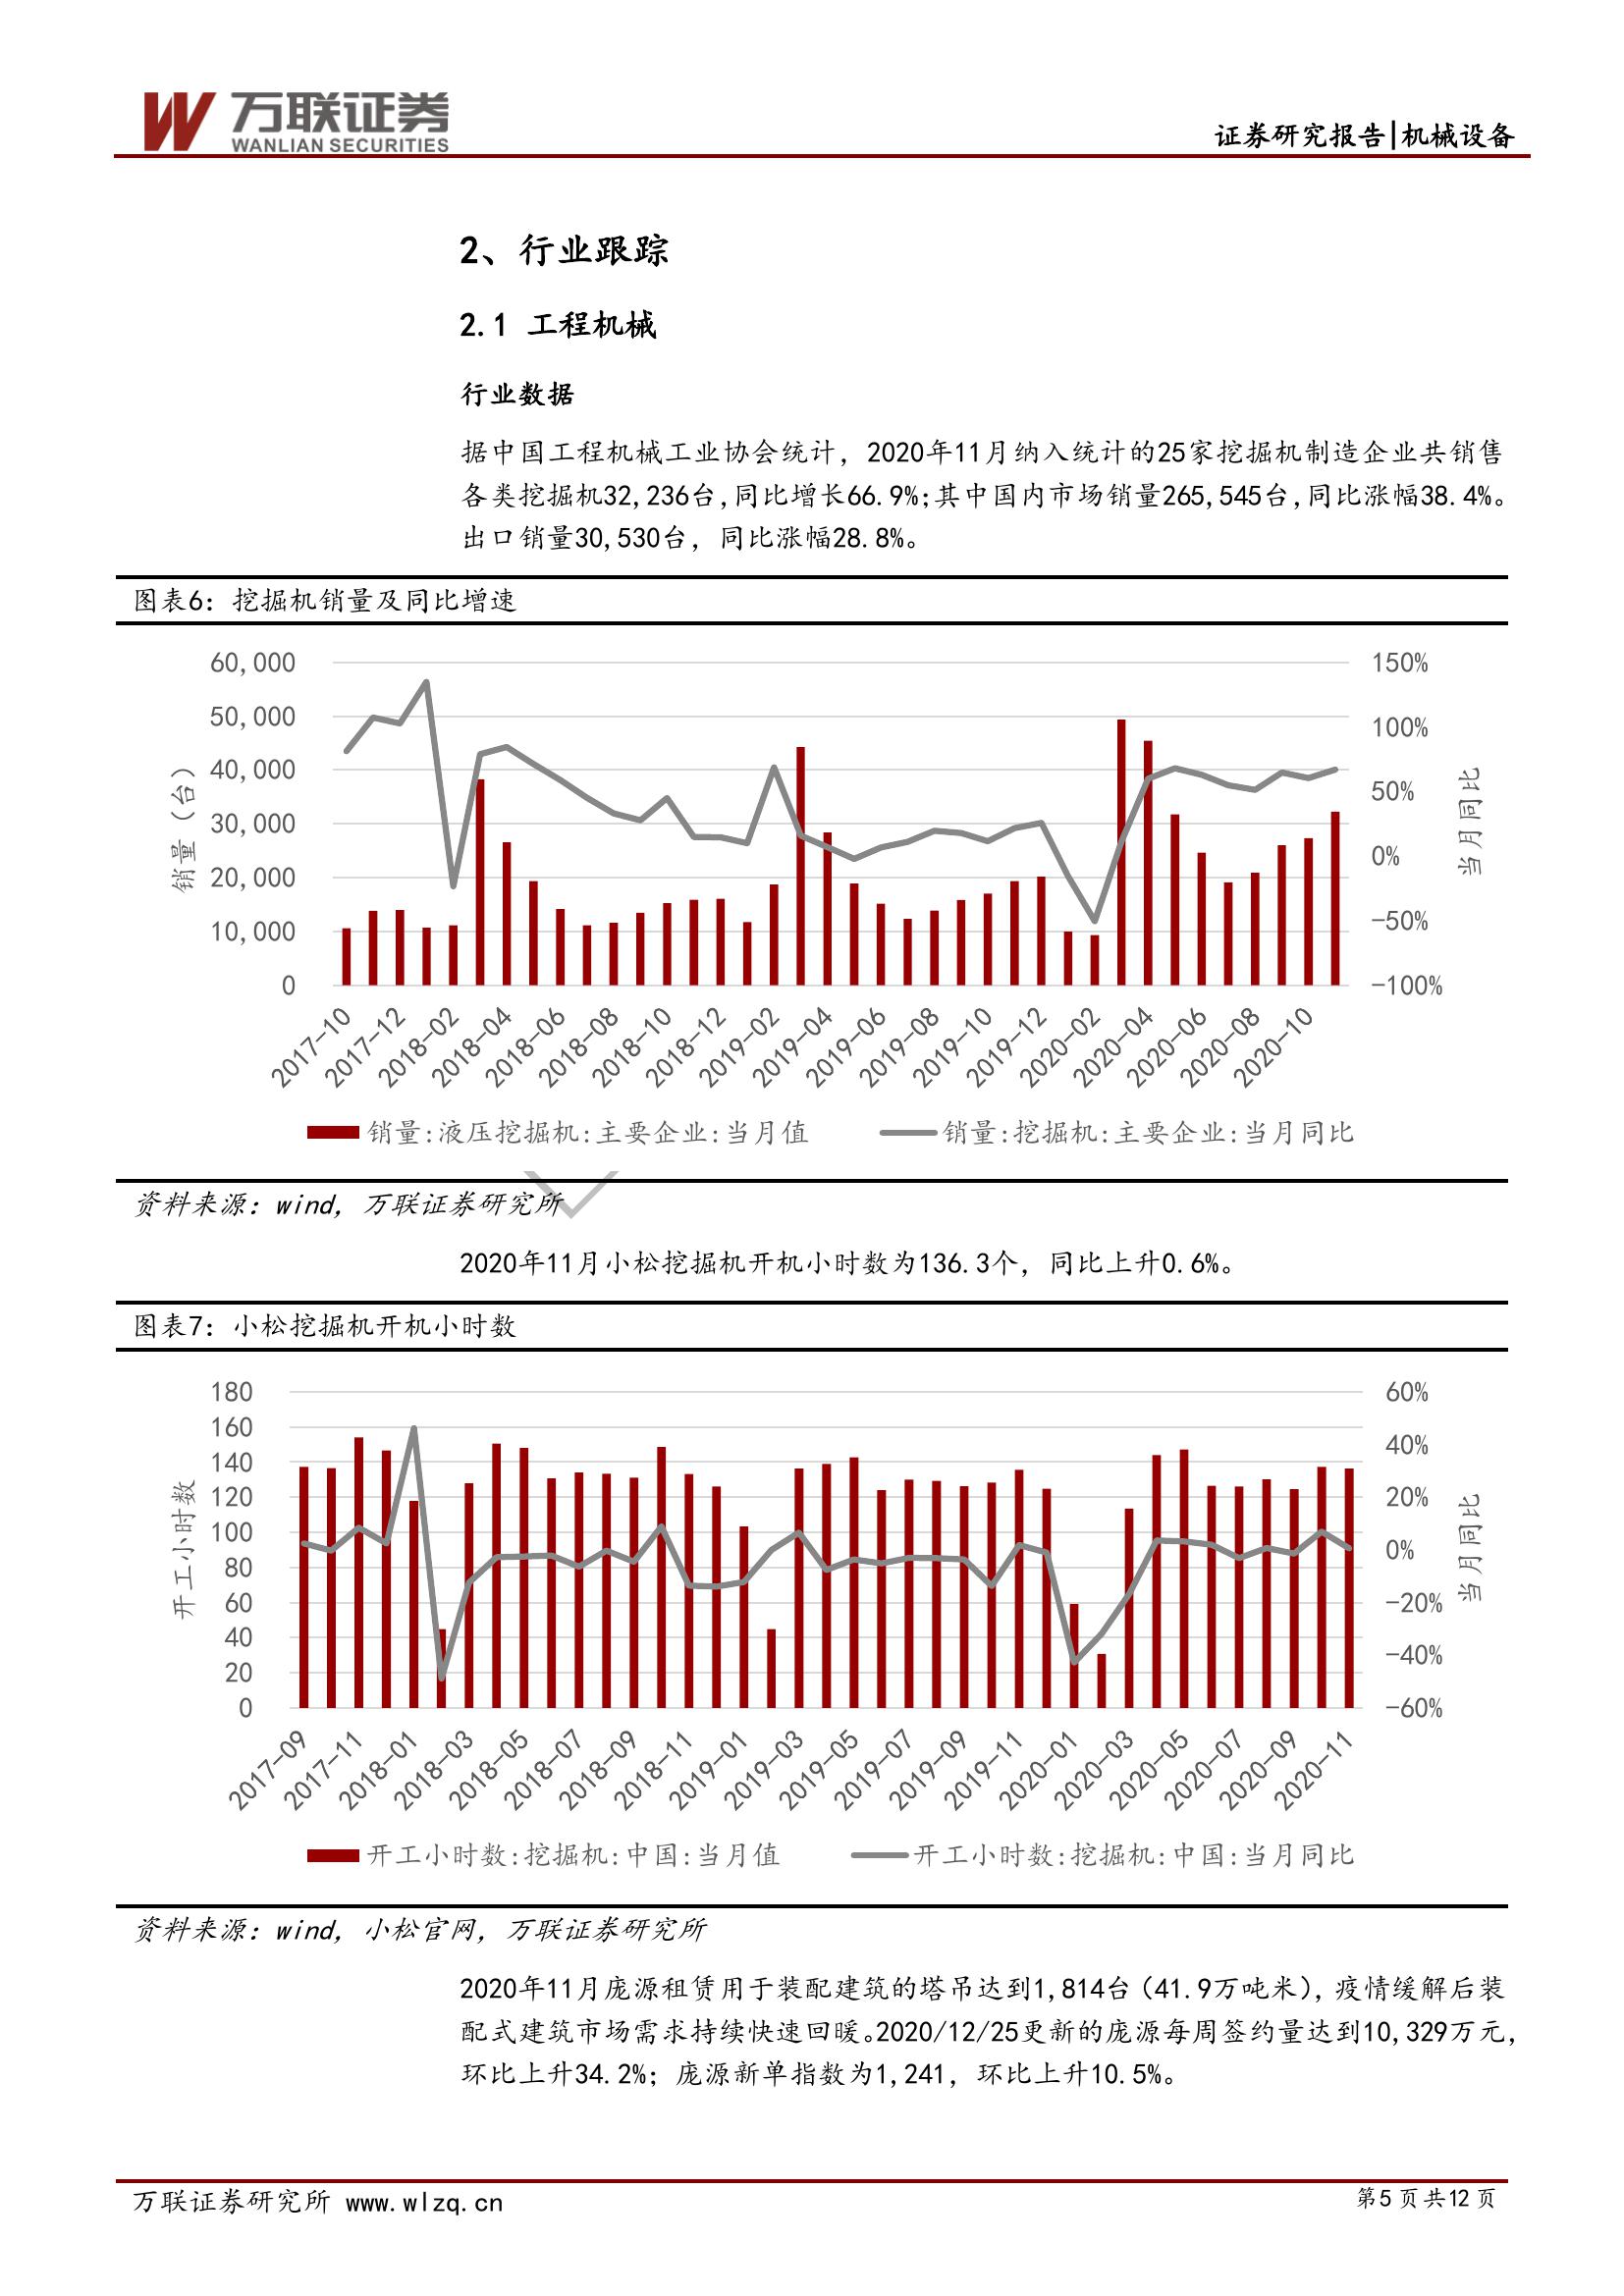 万联证券
WANLIAN SECURITIES
证券研究报告|机械设备
2、行业跟踪
2.1 工程机械
行业数据
据中国工程机械工业协会统计，2020年11月纳入统计的25家挖掘机制造企业共销售
各类挖掘机32,236台,同比增长66.9%;其中国内市场销量265,545台,同比涨幅38.4%。
出口销量30,530台，同比涨幅28.8%。
图表6：挖掘机销量及同比增速
60,000
50,000
40,000
30,000
20,000
10,000
0
销量（台）
150%
100%
50%
0%
-50%
-100%
当月同比
2017-10
2017-12
2018-02
2018-04
2018-06
2018-08
2018-10
2018-12
2019-02
2019-04
2019-06
2019-08
2019-10
2019-12
2020-02
2020-04
2020-06
2020-08
2020-10
销量:液压挖掘机:主要企业:当月值
销量:挖掘机:主要企业:当月同比
资料来源：wind，万联证券研究所
2020年11月小松挖掘机开机小时数为136.3个，同比上升0.6%。
图表7：小松挖掘机开机小时数
180
160
140
120
100
80
60
40
20
0
开工小时数
60%
40%
20%
0%
-20%
-40%
-60%
当月同比
2017-09
2017-11
2018-01
2018-03
2018-05
2018-07
2018-09
2018-11
2019-01
2019-03
2019-05
2019-07
2019-09
2019-11
2020-01
2020-03
2020-05
2020-07
2020-09
2020-11
开工小时数:挖掘机:中国:当月值
开工小时数:挖掘机:中国:当月同比
资料来源：wind，小松官网，万联证券研究所
2020年11月庞源租赁用于装配建筑的塔吊达到1,814台（41.9万吨米），疫情缓解后装
配式建筑市场需求持续快速回暖。2020/12/25更新的庞源每周签约量达到10,329万元，
环比上升34.2%；庞源新单指数为1,241，环比上升10.5%。
万联证券研究所 www.wlzq.cn
第5 页 共12 页